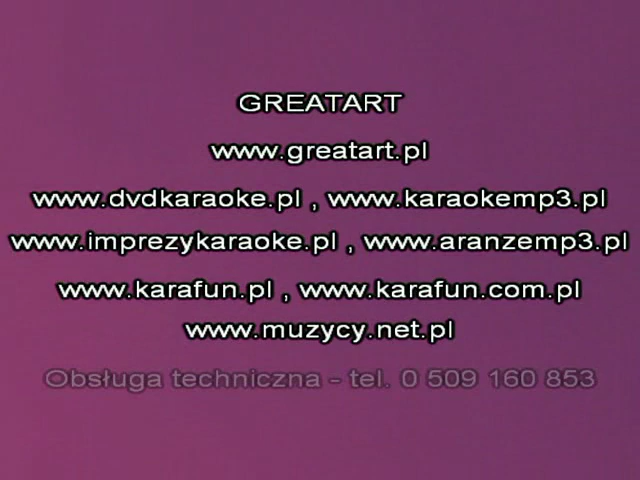 GREATART
www.greatart.pl
www.dvdkaraoke.pl , www.karaokemp3.pl
www.imprezykaraoke.pl , www.aranzemp3.pl
www.karafun.pl , www.karafun.com.pl
www.muzycy.net.pl
Obsługa techniczna - tel. 0 509 160 853